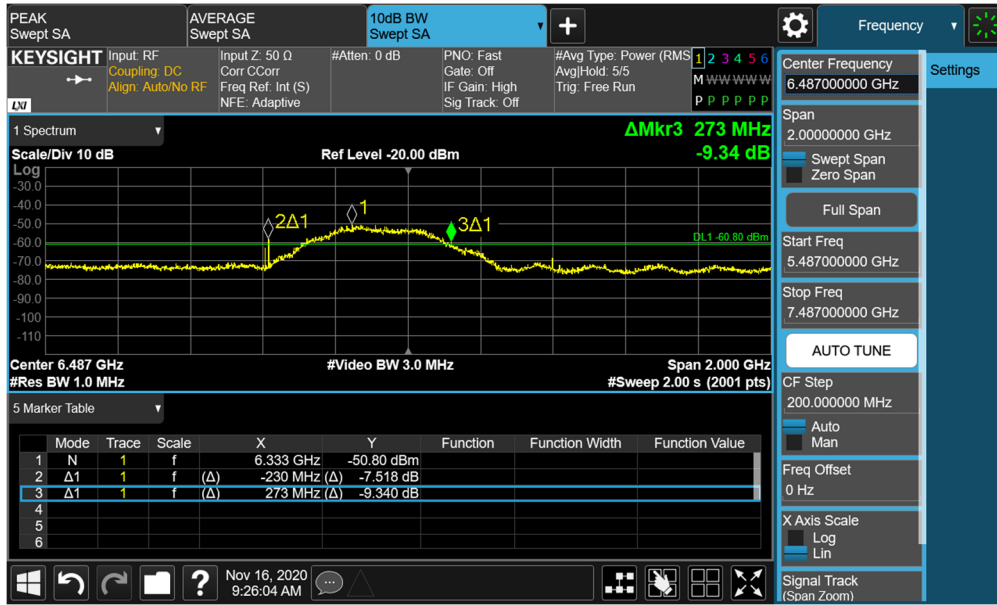 PEAK
Swept SA
AVERAGE
Swept SA
10dB BW
Swept SA
+
Frequency
KEYSIGHT
LXI
Input: RF
Coupling: DC
Align: Auto/No RF
Input Z: 50 Ω
Corr CCorr
Freq Ref: Int (S)
NFE: Adaptive
#Atten: 0 dB
PNO: Fast
Gate: Off
IF Gain: High
Sig Track: Off
#Avg Type: Power (RMS
Avg|Hold: 5/5
Trig: Free Run
1 2 3 4 5 6
M W W W W W
P P P P P P
1 Spectrum
Scale/Div 10 dB
Ref Level -20.00 dBm
ΔMkr3 273 MHz
-9.34 dB
Log
-30.0
-40.0
-50.0
-60.0
-70.0
-80.0
-90.0
-100
-110
2Δ1
1
3Δ1
DL1 -60.80 dBm
Center 6.487 GHz
#Video BW 3.0 MHz
Span 2.000 GHz
#Res BW 1.0 MHz
#Sweep 2.00 s (2001 pts)
5 Marker Table
Mode Trace Scale X Y Function Function Width Function Value
1 N 1 f 6.333 GHz -50.80 dBm
2 Δ1 1 f (Δ) -230 MHz (Δ) -7.518 dB
3 Δ1 1 f (Δ) 273 MHz (Δ) -9.340 dB
4
5
6
?
Nov 16, 2020
9:26:04 AM
Center Frequency
6.487000000 GHz
Settings
Span
2.00000000 GHz
Swept Span
Zero Span
Full Span
Start Freq
5.487000000 GHz
Stop Freq
7.487000000 GHz
AUTO TUNE
CF Step
200.000000 MHz
Auto
Man
Freq Offset
0 Hz
X Axis Scale
Log
Lin
Signal Track
(Span Zoom)